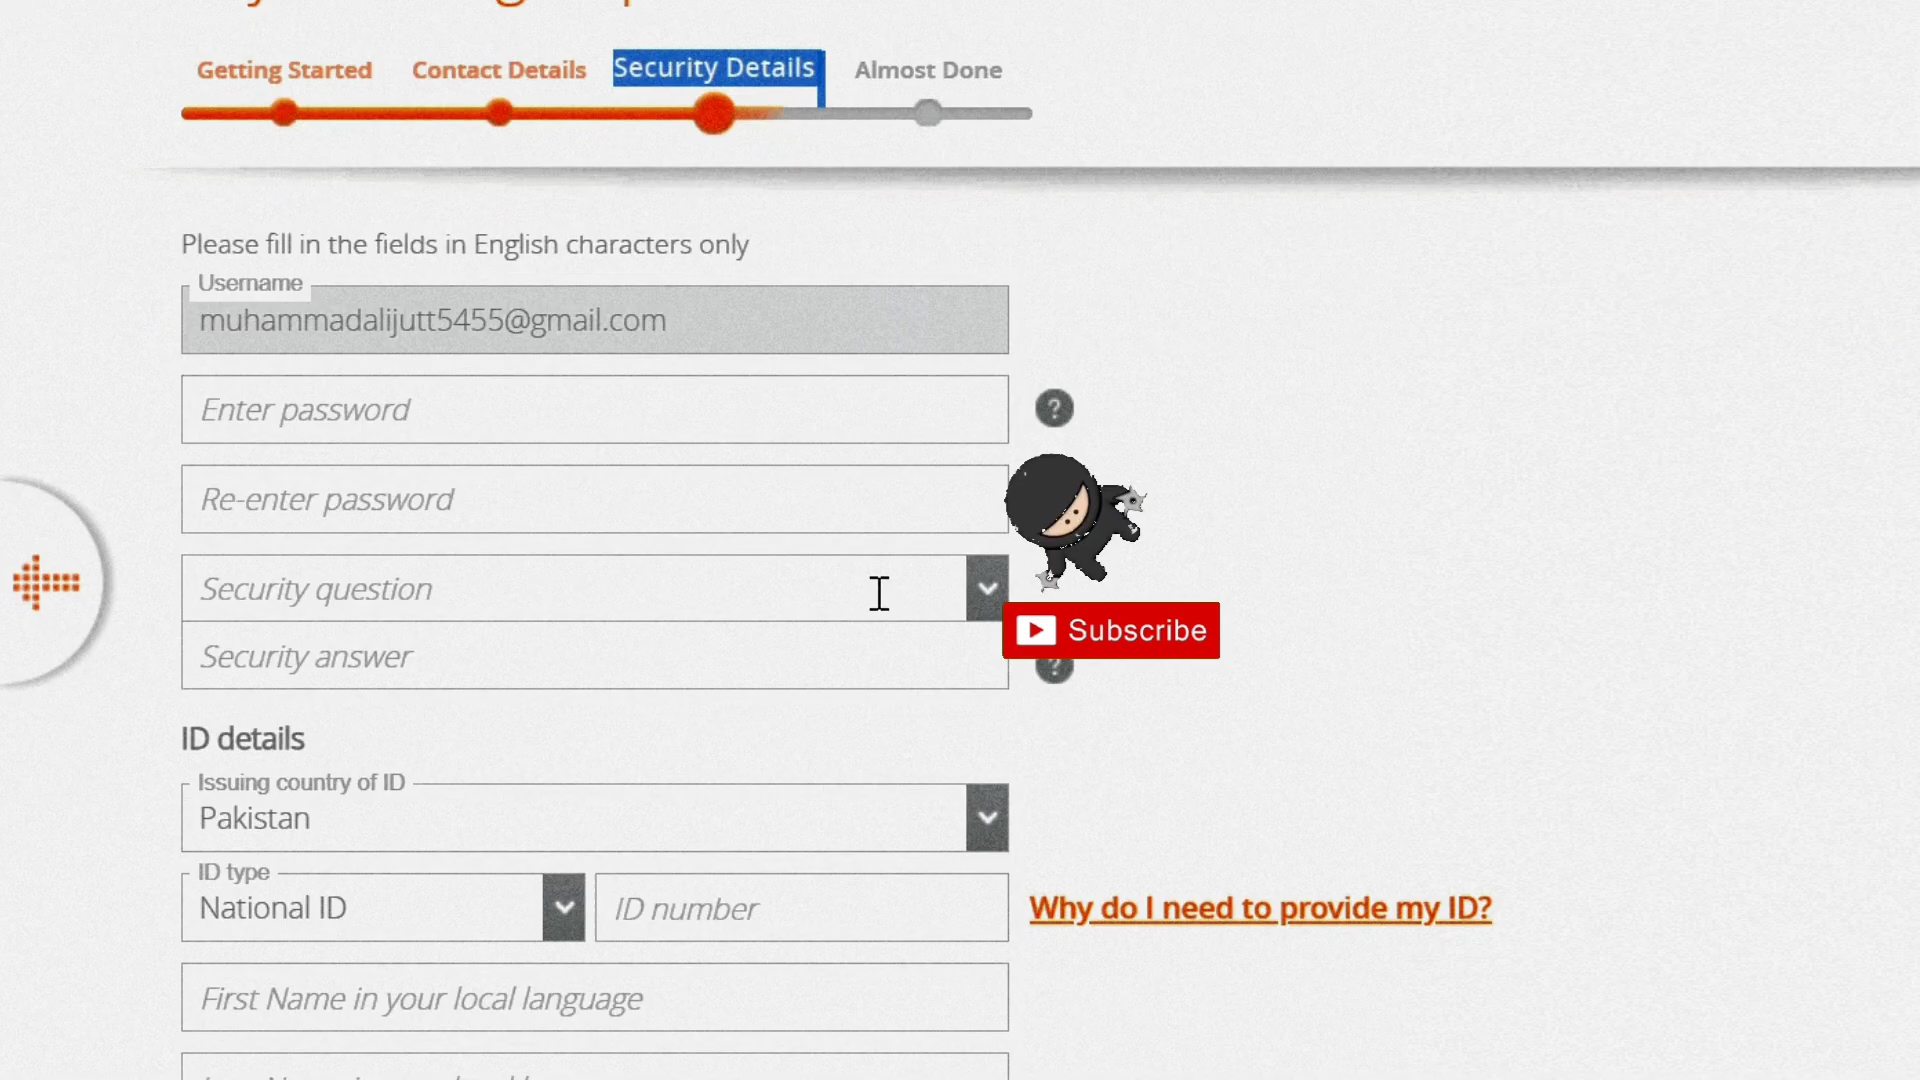 Getting Started Contact Details Security Details Almost Done
Please fill in the fields in English characters only
Username
muhammadalijutt5455@gmail.com
Enter password
?
Re-enter password
Security question
Subscribe
Security answer
?
ID details
Issuing country of ID
Pakistan
ID type
National ID
ID number
Why do I need to provide my ID?
First Name in your local language